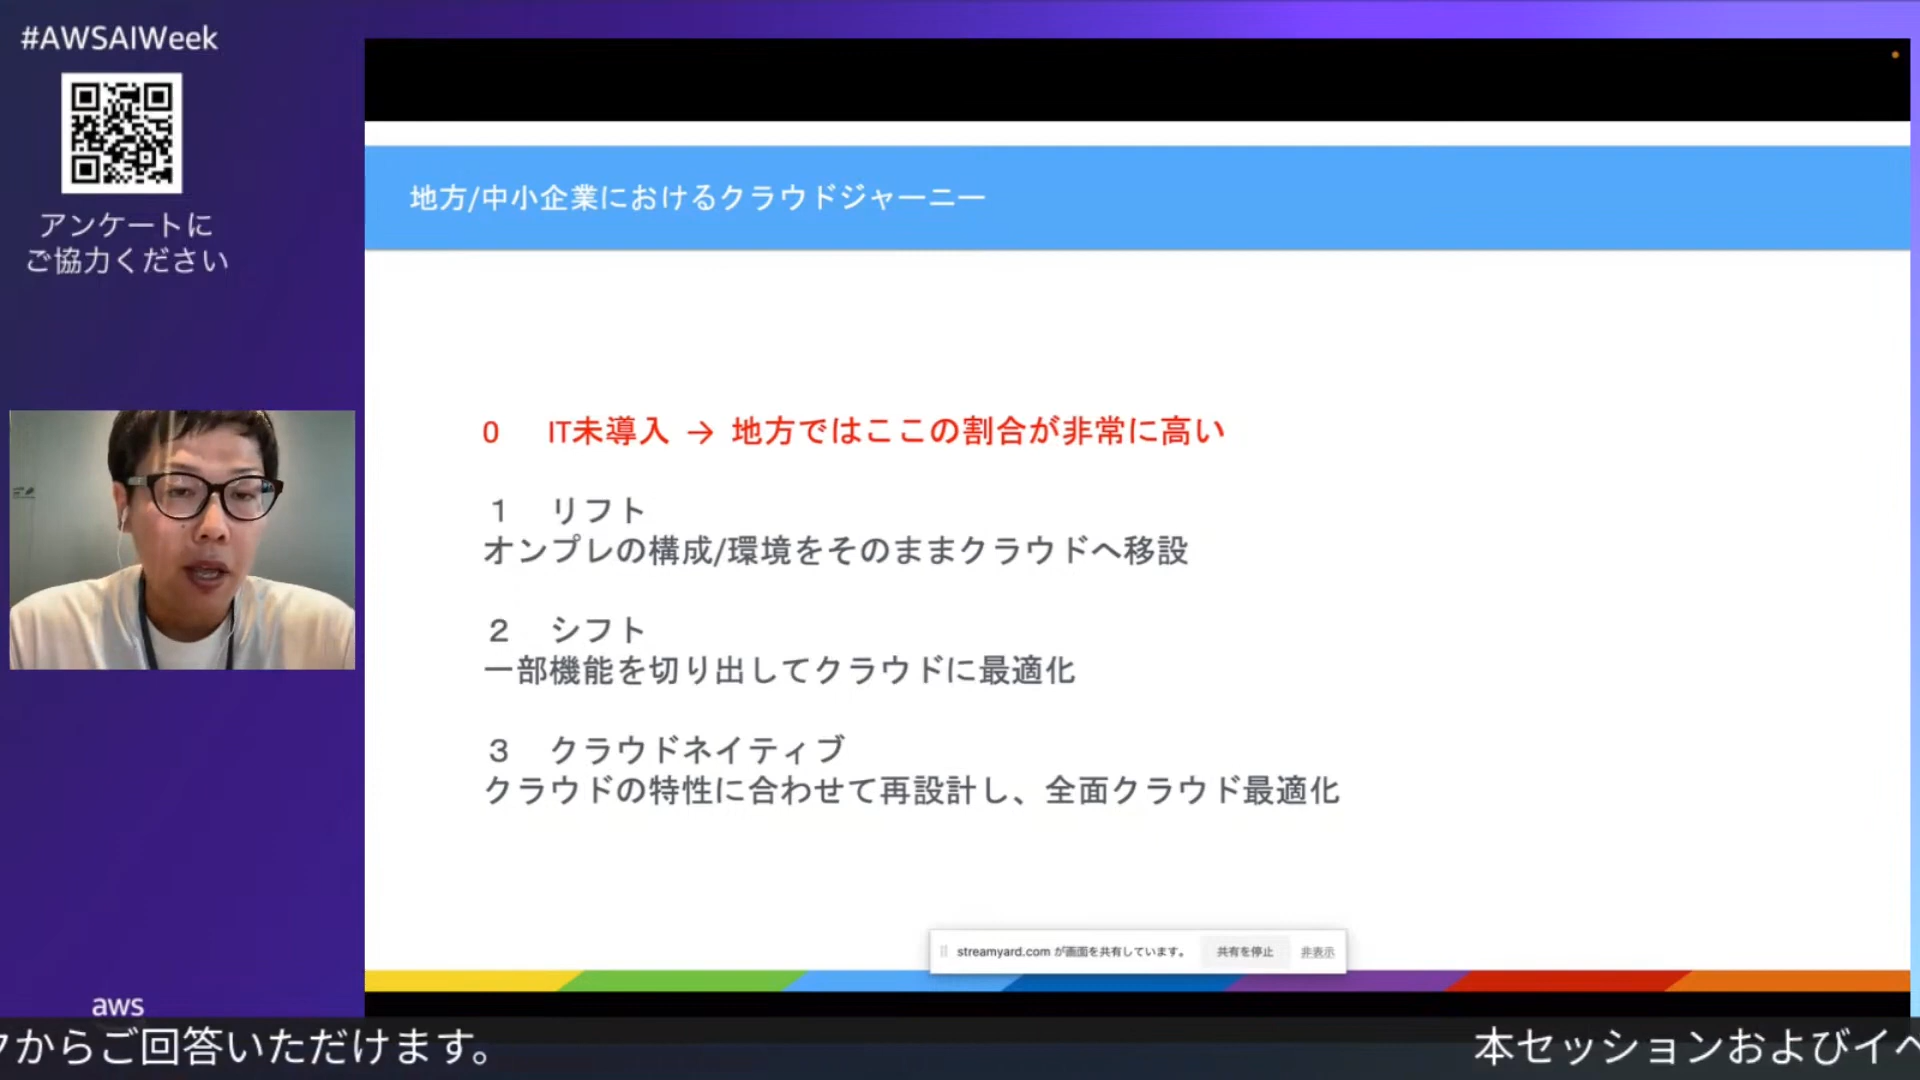 #AWSAIWeek
アンケートに
ご協力ください
地方/中小企業におけるクラウドジャーニー
0 IT未導入 → 地方ではここの割合が非常に高い
１ リフト
オンプレの構成/環境をそのままクラウドへ移設
２ シフト
一部機能を切り出してクラウドに最適化
３ クラウドネイティブ
クラウドの特性に合わせて再設計し、全面クラウド最適化
streamyard.com が画面を共有しています。 共有を停止 非表示
aws
クからご回答いただけます。 本セッションおよびイベ